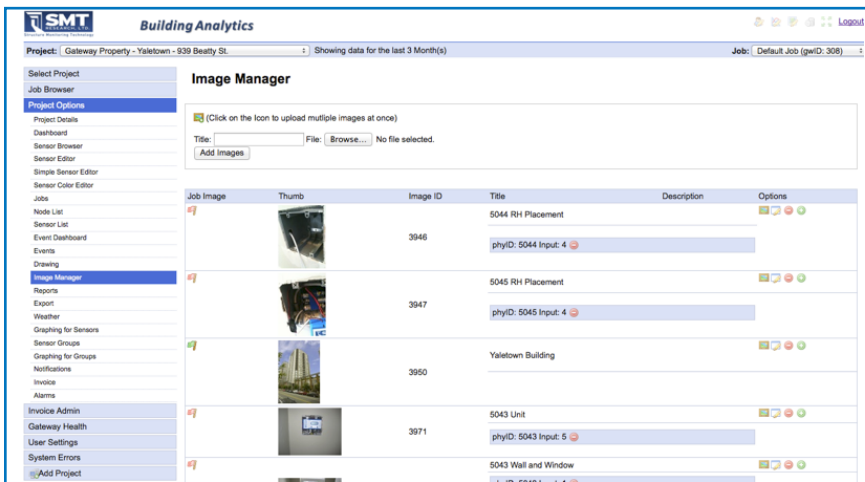 SMT
RESEARCH LTD.
Structure Monitoring Technology
Building Analytics
Logout
Project: Gateway Property - Yaletown - 939 Beatty St.
Showing data for the last 3 Month(s)
Job: Default Job (gwID: 308)
Select Project
Job Browser
Project Options
Project Details
Dashboard
Sensor Browser
Sensor Editor
Simple Sensor Editor
Sensor Color Editor
Jobs
Node List
Sensor List
Event Dashboard
Events
Drawing
Image Manager
Reports
Export
Weather
Graphing for Sensors
Sensor Groups
Graphing for Groups
Notifications
Invoice
Alarms
Invoice Admin
Gateway Health
User Settings
System Errors
Add Project
Image Manager
(Click on the Icon to upload mutliple images at once)
Title: File: Browse... No file selected.
Add Images
Job Image Thumb Image ID Title Description Options
5044 RH Placement
3946
phyID: 5044 Input: 4
5045 RH Placement
3947
phyID: 5045 Input: 4
Yaletown Building
3950
5043 Unit
3971
phyID: 5043 Input: 5
5043 Wall and Window